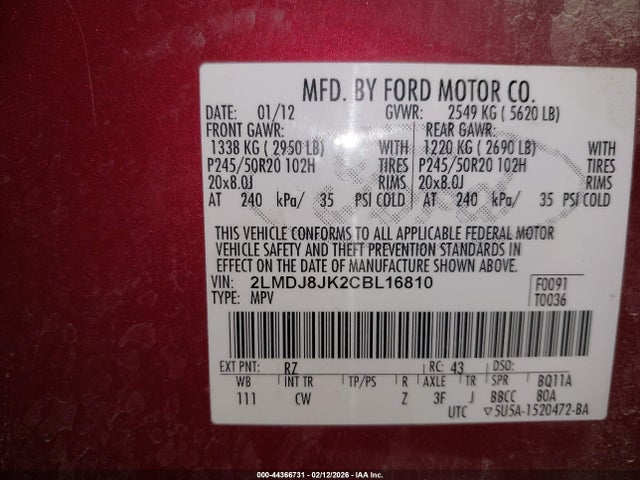 MFD. BY FORD MOTOR CO.
DATE: 01/12 GVWR: 2549 KG ( 5620 LB)
FRONT GAWR: REAR GAWR:
1338 KG ( 2950 LB) WITH 1220 KG ( 2690 LB) WITH
P245/50R20 102H TIRES P245/50R20 102H TIRES
20x8.0J RIMS 20x8.0J RIMS
AT 240 kPa/ 35 PSI COLD AT 240 kPa/ 35 PSI COLD
THIS VEHICLE CONFORMS TO ALL APPLICABLE FEDERAL MOTOR
VEHICLE SAFETY AND THEFT PREVENTION STANDARDS IN
EFFECT ON THE DATE OF MANUFACTURE SHOWN ABOVE.
VIN: 2LMDJ8JK2CBL16810 F0091
TYPE: MPV T0036
EXT PNT: RZ RC: 43 DSO:
WB INT TR TP/PS R AXLE TR SPR BQ11A
111 CW Z 3F J BBCC 80A
UTC ▽5U5A-1520472-BA
000-44366731 - 02/12/2026 - IAA Inc.